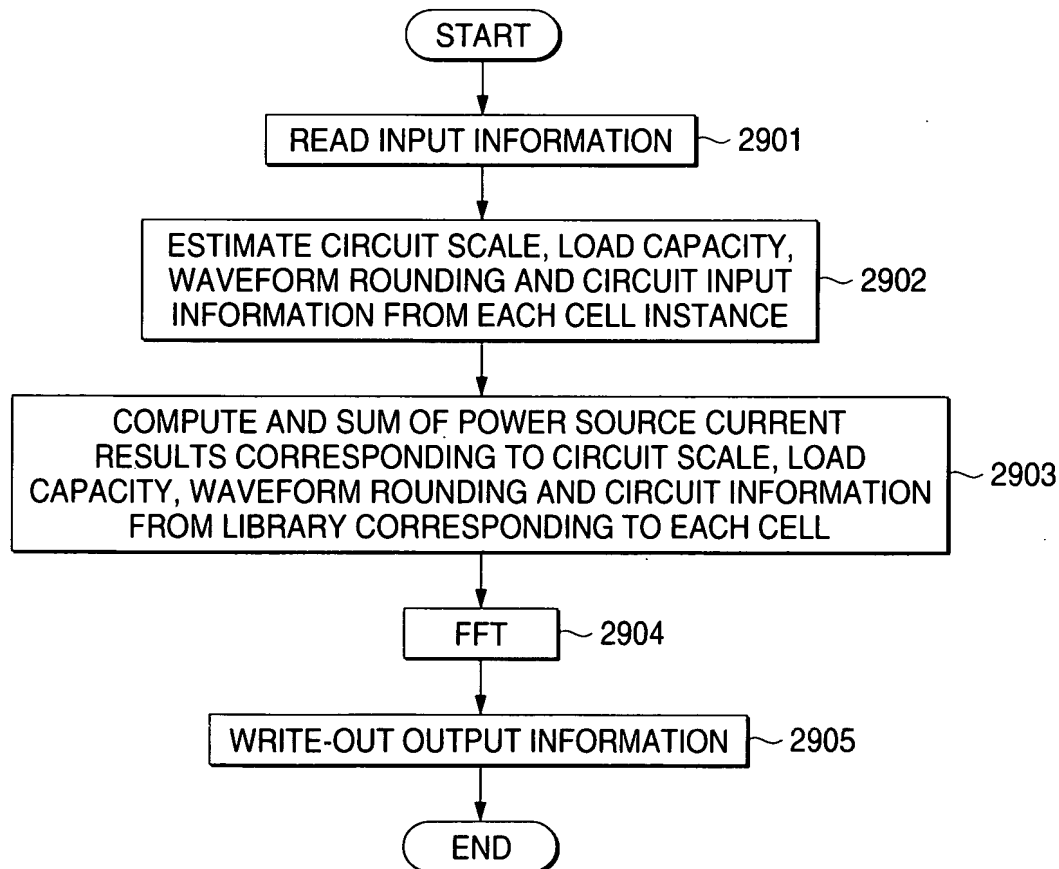 START
READ INPUT INFORMATION
2901
ESTIMATE CIRCUIT SCALE, LOAD CAPACITY,
WAVEFORM ROUNDING AND CIRCUIT INPUT
INFORMATION FROM EACH CELL INSTANCE
2902
COMPUTE AND SUM OF POWER SOURCE CURRENT
RESULTS CORRESPONDING TO CIRCUIT SCALE, LOAD
CAPACITY, WAVEFORM ROUNDING AND CIRCUIT INFORMATION
FROM LIBRARY CORRESPONDING TO EACH CELL
2903
FFT
2904
WRITE-OUT OUTPUT INFORMATION
2905
END